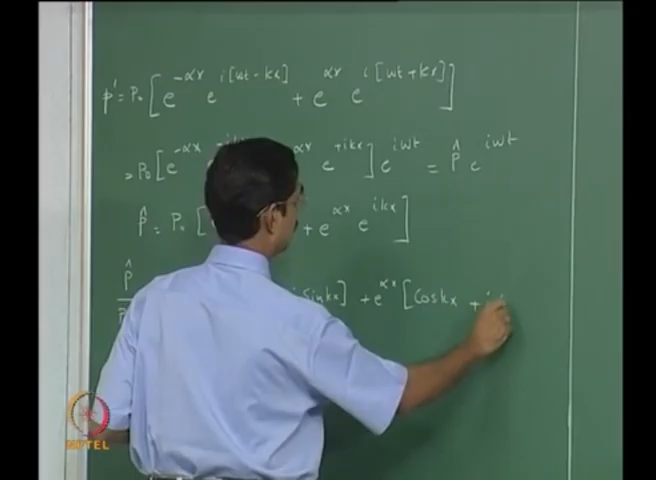 p' = P₀ [e^{-αx} e^{i[ωt-kx]} + e^{αx} e^{i[ωt+kx]}]
= P₀ [e^{-αx} e^{+ikx}] e^{iωt} = P̂ e^{iωt}
P̂ = P₀ [ + e^{αx} e^{ikx}]
P̂ Sinkx] + e^{αx} [Coskx + i
NPTEL